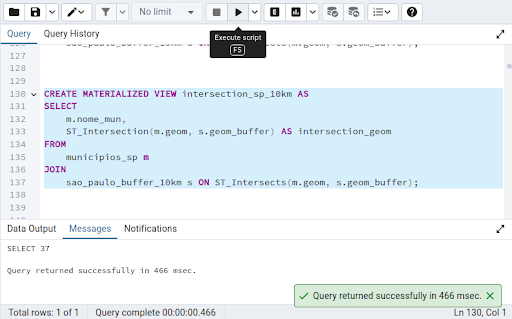 No limit
Query
Query History
Execute script
F5
sao_paulo_buffer_10km s ON ST_Intersects(m.geom, s.geom_buffer);
127
128
129
130 CREATE MATERIALIZED VIEW intersection_sp_10km AS
131 SELECT
132 m.nome_mun,
133 ST_Intersection(m.geom, s.geom_buffer) AS intersection_geom
134 FROM
135 municipios_sp m
136 JOIN
137 sao_paulo_buffer_10km s ON ST_Intersects(m.geom, s.geom_buffer);
138
139
Data Output Messages Notifications
SELECT 37
Query returned successfully in 466 msec.
Query returned successfully in 466 msec.
Total rows: 1 of 1 Query complete 00:00:00.466 Ln 130, Col 1